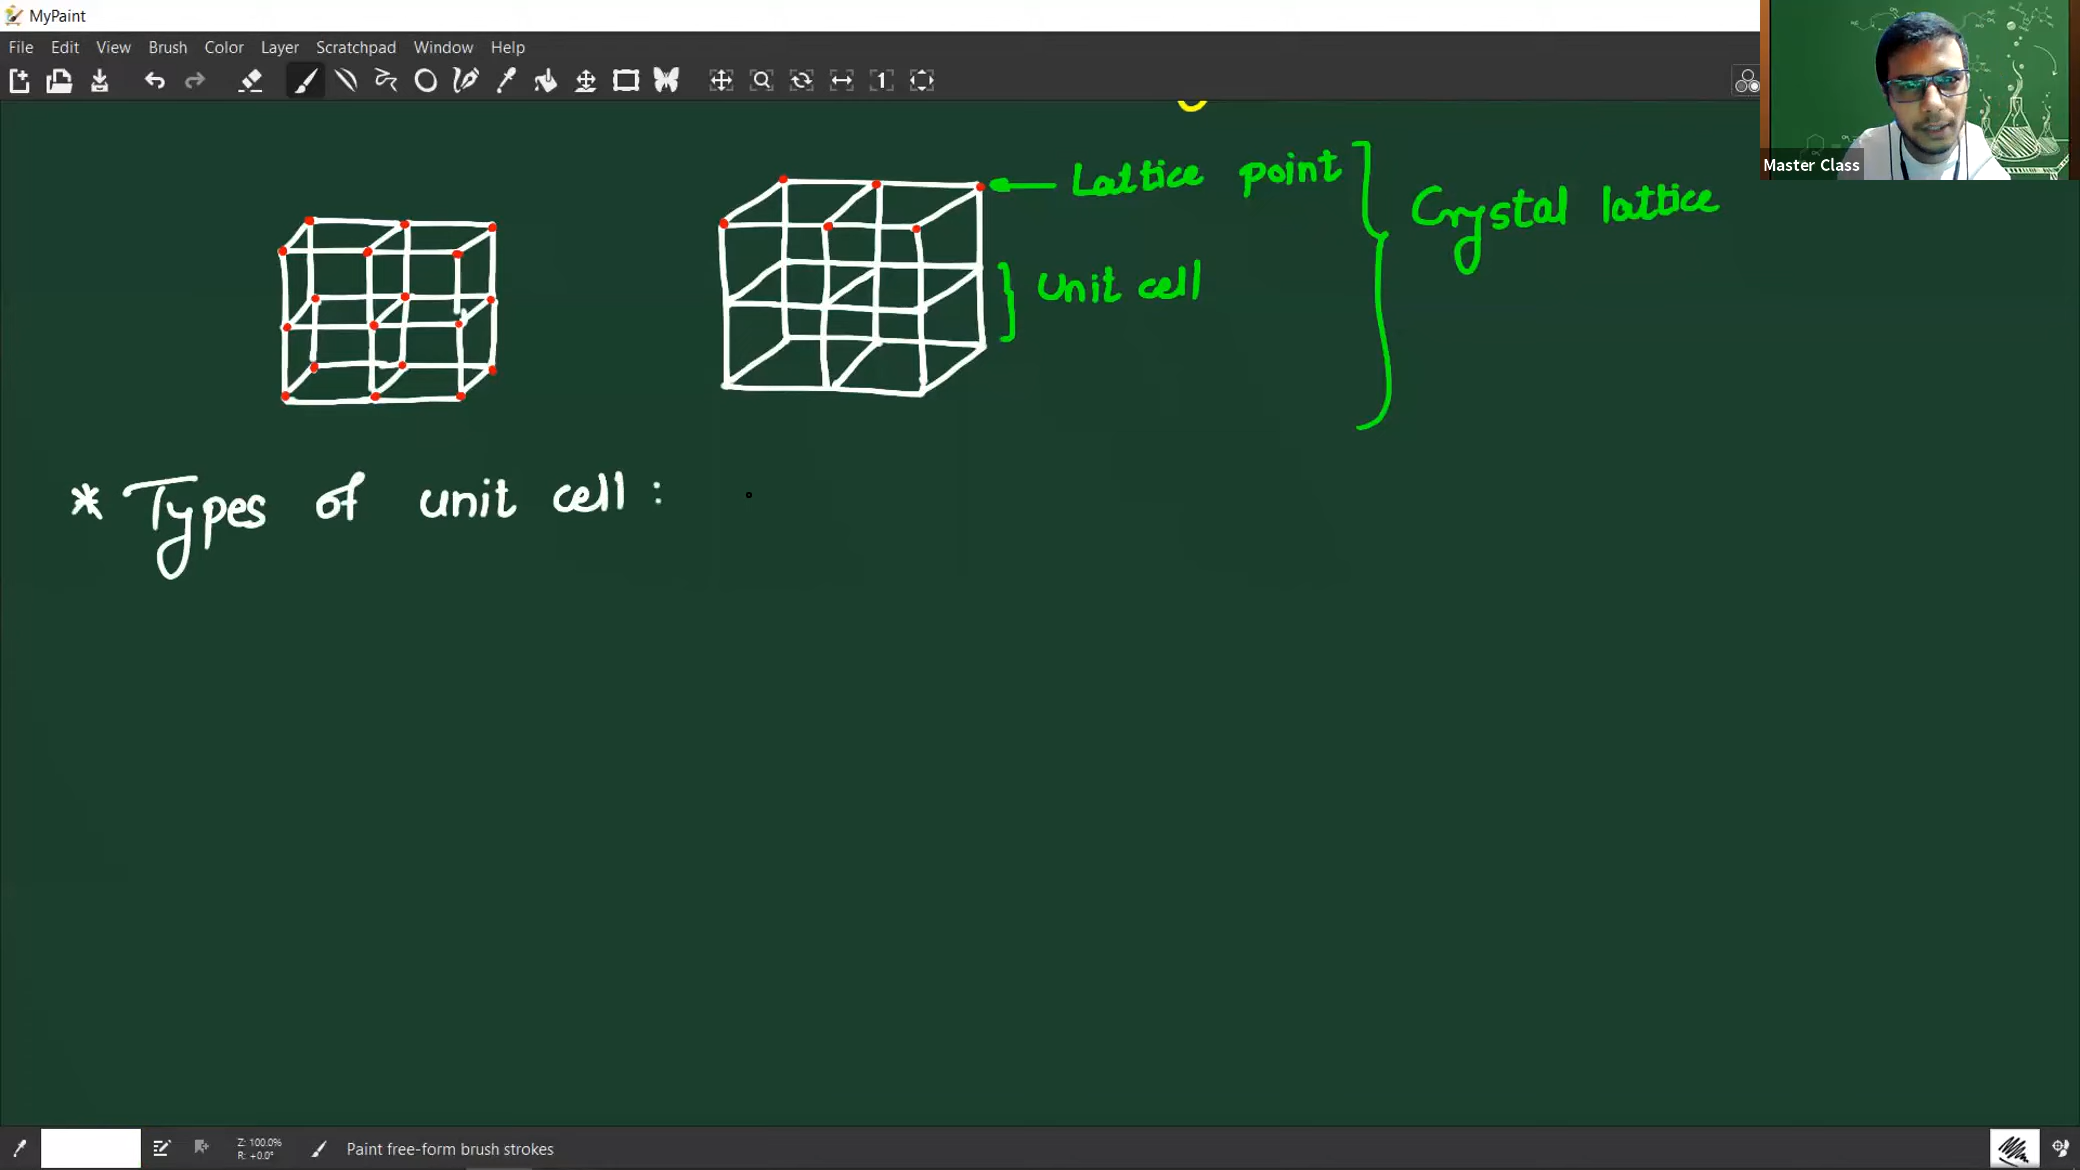 MyPaint
File Edit View Brush Color Layer Scratchpad Window Help
Master Class
Lattice point
Crystal lattice
Unit cell
* Types of unit cell :
Z: 100.0%
R: +0.0°
Paint free-form brush strokes